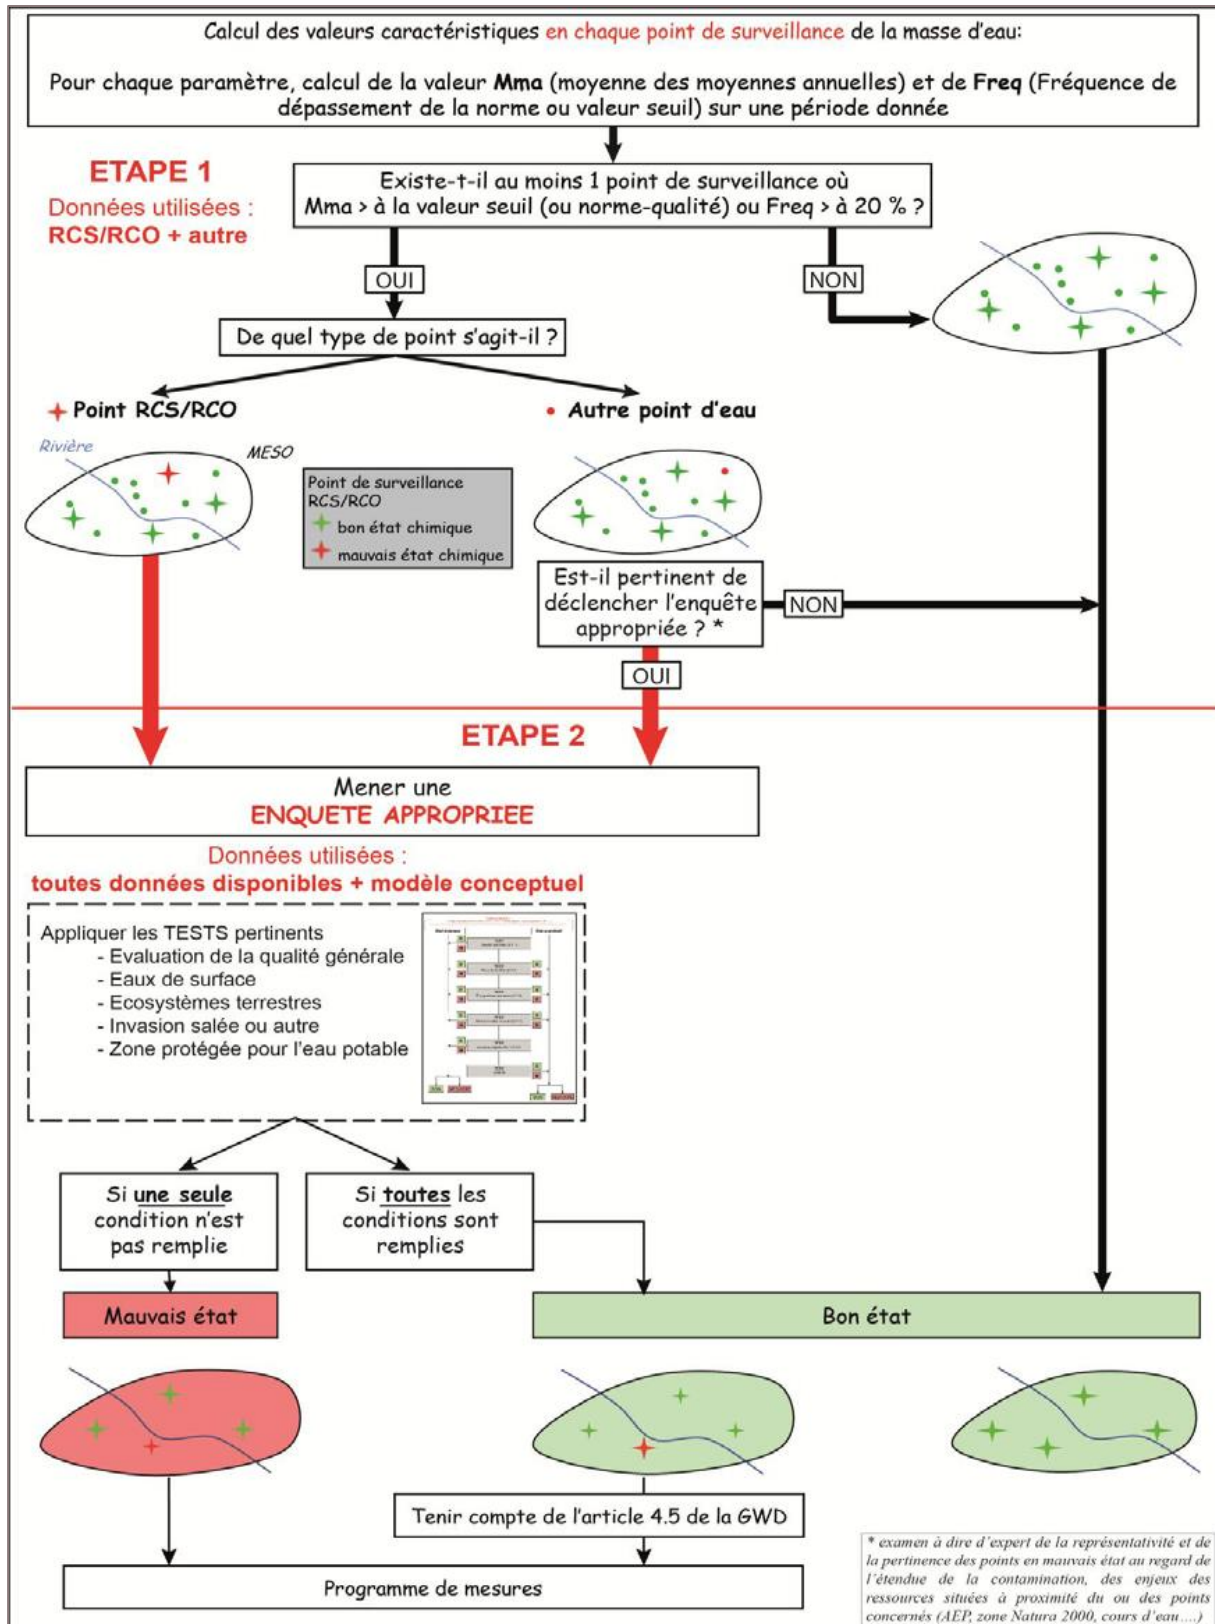 Calcul des valeurs caractéristiques en chaque point de surveillance de la masse d'eau:
Pour chaque paramètre, calcul de la valeur Mma (moyenne des moyennes annuelles) et de Freq (Fréquence de
dépassement de la norme ou valeur seuil) sur une période donnée
ETAPE 1
Données utilisées :
RCS/RCO + autre
Existe-t-il au moins 1 point de surveillance où
Mma > à la valeur seuil (ou norme-qualité) ou Freq > à 20 % ?
OUI
NON
De quel type de point s'agit-il ?
Point RCS/RCO
Autre point d'eau
Rivière
MESO
Point de surveillance
RCS/RCO
bon état chimique
mauvais état chimique
Est-il pertinent de
déclencher l'enquête
appropriée ? *
NON
OUI
ETAPE 2
Mener une
ENQUETE APPROPRIEE
Données utilisées :
toutes données disponibles + modèle conceptuel
Appliquer les TESTS pertinents
- Evaluation de la qualité générale
- Eaux de surface
- Ecosystèmes terrestres
- Invasion salée ou autre
- Zone protégée pour l'eau potable
Si une seule
condition n'est
pas remplie
Si toutes les
conditions sont
remplies
Mauvais état
Bon état
Tenir compte de l'article 4.5 de la GWD
Programme de mesures
* examen à dire d'expert de la représentativité et de
la pertinence des points en mauvais état au regard de
l'étendue de la contamination, des enjeux des
ressources situées à proximité du ou des points
concernés (AEP, zone Natura 2000, cours d'eau....)